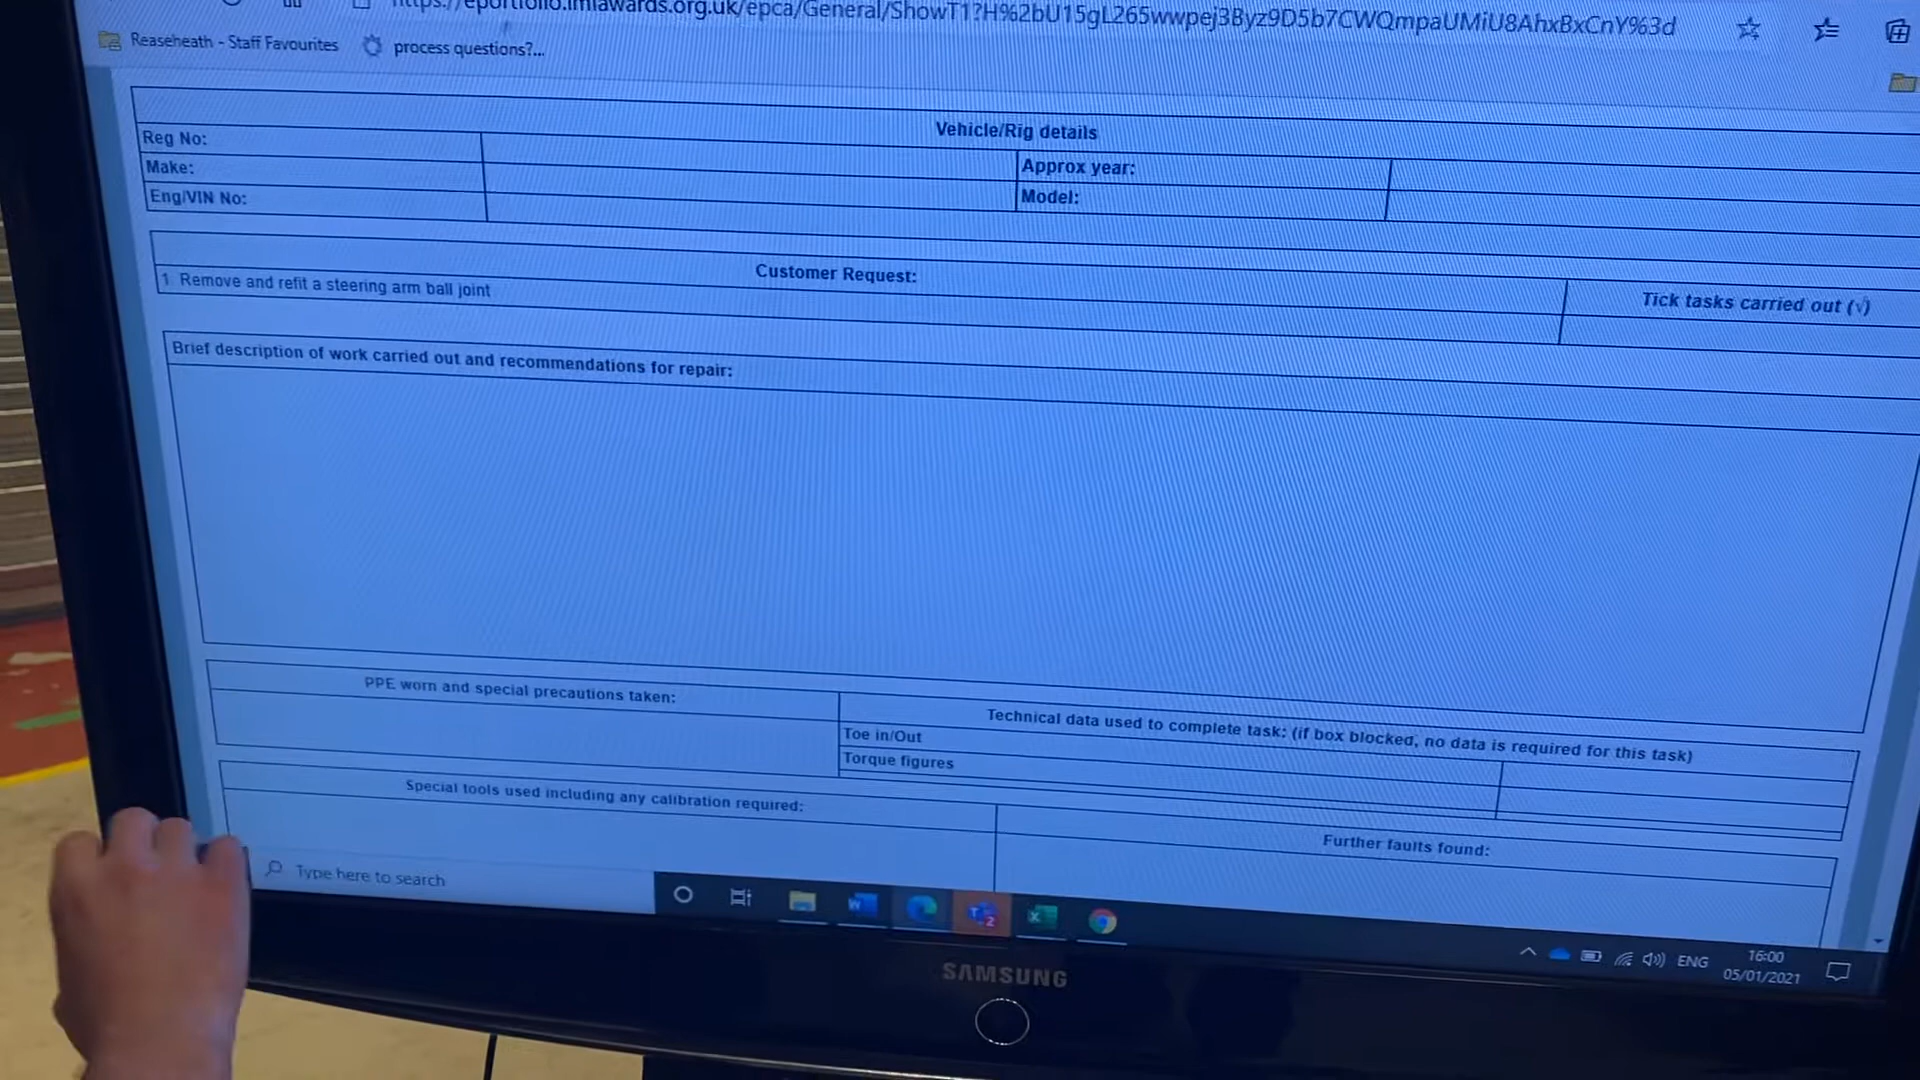 https://eportfolio.imiawards.org.uk/epca/General/ShowT1?H%2bU15gL265wwpej3Byz9D5b7CWQmpaUMiU8AhxBxCnY%3d
Reaseheath - Staff Favourites
process questions?...
Vehicle/Rig details
Reg No:
Make:
Approx year:
Eng/VIN No:
Model:
Customer Request:
Tick tasks carried out (√)
1 Remove and refit a steering arm ball joint
Brief description of work carried out and recommendations for repair:
PPE worn and special precautions taken:
Technical data used to complete task: (if box blocked, no data is required for this task)
Toe in/Out
Torque figures
Special tools used including any calibration required:
Further faults found:
Type here to search
ENG
16:00
05/01/2021
SAMSUNG